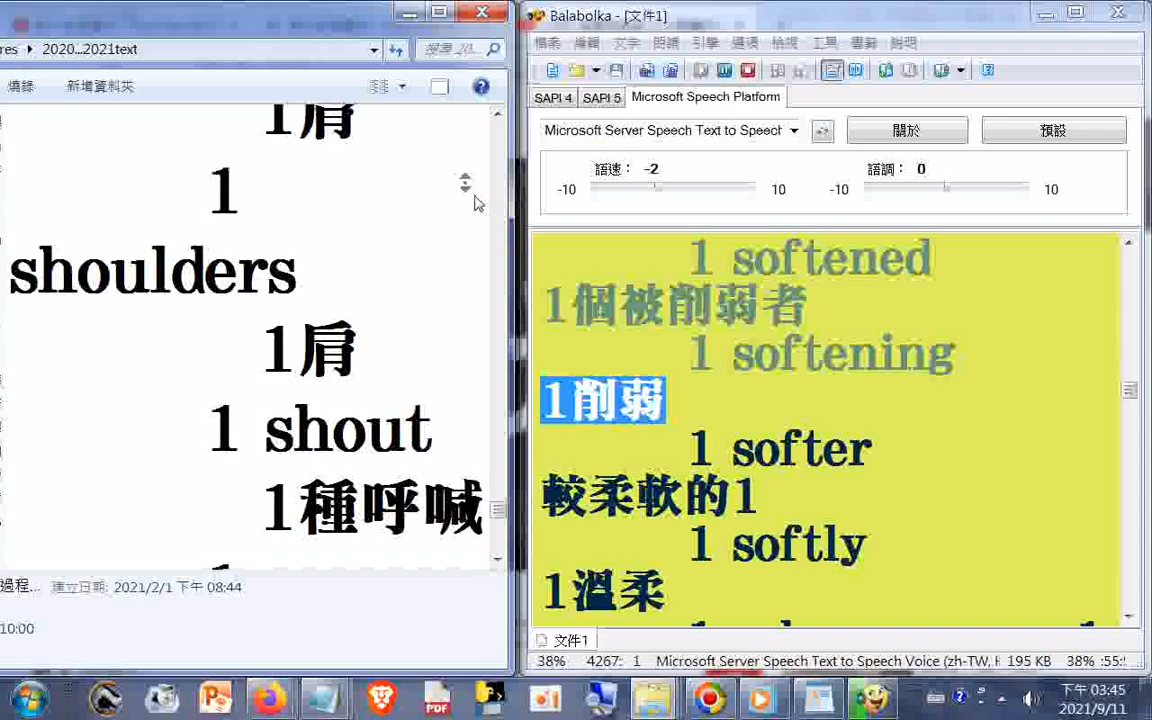 res ▸ 2020...2021text
燒錄 新增資料夾
1肩
1
shoulders
1肩
1 shout
1種呼喊
過程... 建立日期: 2021/2/1 下午 08:44
10:00
Balabolka - [文件1]
檔案 編輯 文字 朗讀 引擎 選項 檢視 工具 書籤 說明
SAPI 4 SAPI 5 Microsoft Speech Platform
Microsoft Server Speech Text to Speech 關於 預設
語速: -2 語調: 0
-10 10 -10 10
1 softened
1個被削弱者
1 softening
1削弱
1 softer
較柔軟的1
1 softly
1溫柔
文件1
38% 4267: 1 Microsoft Server Speech Text to Speech Voice (zh-TW, H 195 KB 38%
下午 03:45
2021/9/11